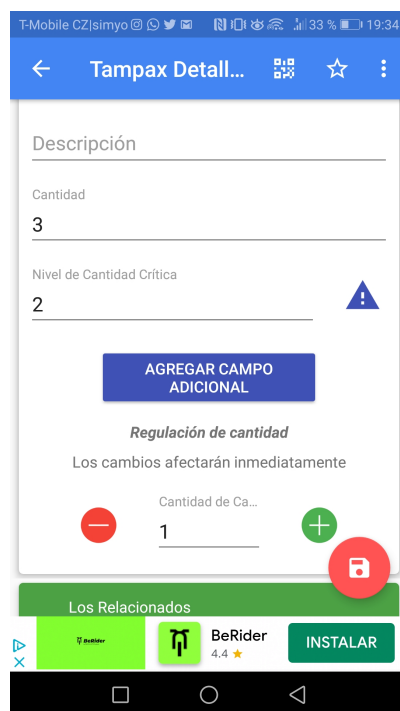 T-Mobile CZ|simyo 33 % 19:34
Tampax Detall...
Descripción
Cantidad
3
Nivel de Cantidad Crítica
2
AGREGAR CAMPO
ADICIONAL
Regulación de cantidad
Los cambios afectarán inmediatamente
Cantidad de Ca...
1
Los Relacionados
BeRider
BeRider
4.4
INSTALAR